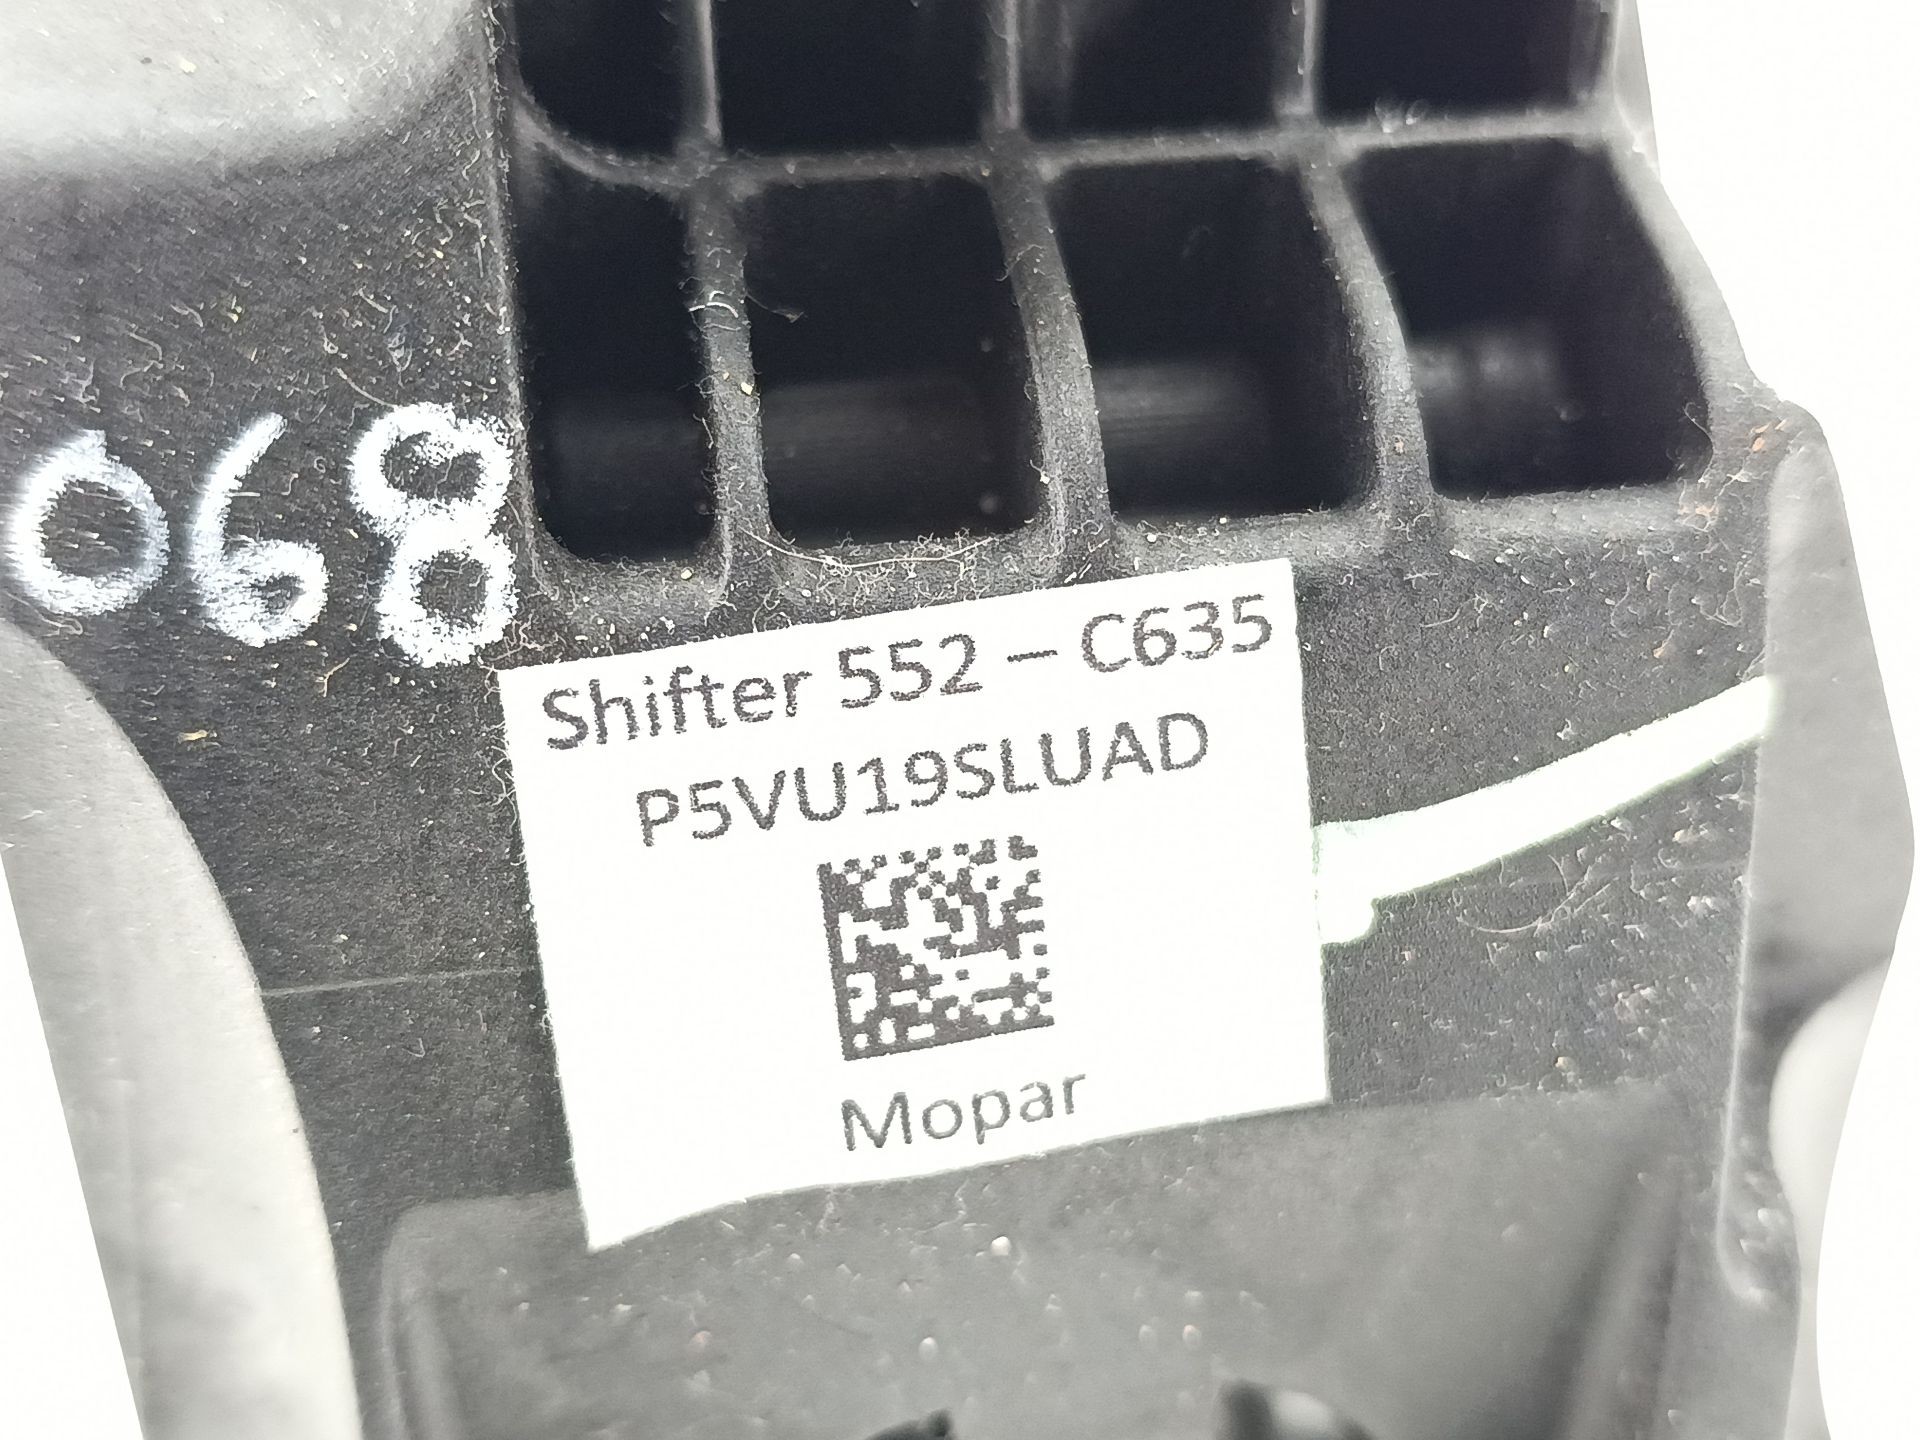 068
Shifter 552 – C635
P5VU19SLUAD
Mopar